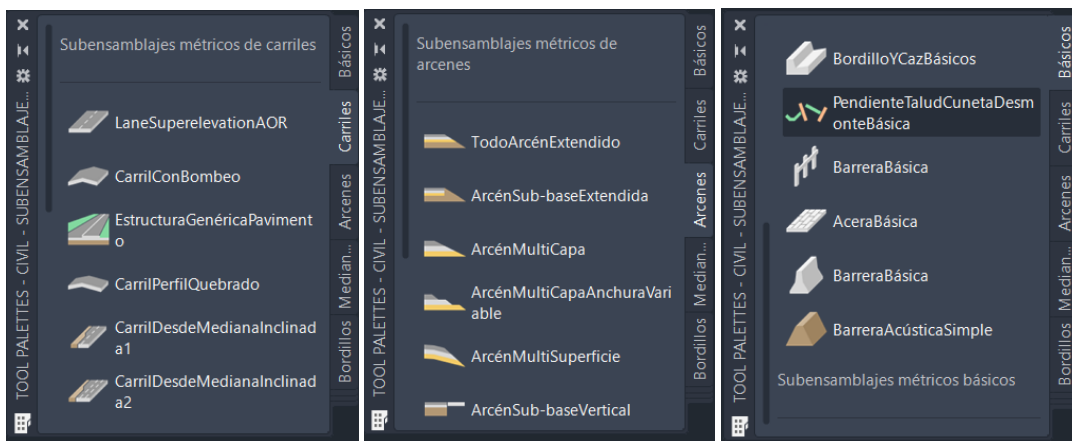 Subensamblajes métricos de carriles
LaneSuperelevationAOR
CarrilConBombeo
EstructuraGenéricaPaviment
o
CarrilPerfilQuebrado
CarrilDesdeMedianaInclinad
a1
CarrilDesdeMedianaInclinad
a2
Básicos
Carriles
Arcenes
Median...
Bordillos
TOOL PALETTES - CIVIL - SUBENSAMBLAJE...
Subensamblajes métricos de
arcenes
TodoArcénExtendido
ArcénSub-baseExtendida
ArcénMultiCapa
ArcénMultiCapaAnchuraVari
able
ArcénMultiSuperficie
ArcénSub-baseVertical
Básicos
Carriles
Arcenes
Median...
Bordillos
TOOL PALETTES - CIVIL - SUBENSAMBLAJE...
BordilloYCazBásicos
PendienteTaludCunetaDesm
onteBásica
BarreraBásica
AceraBásica
BarreraBásica
BarreraAcústicaSimple
Subensamblajes métricos básicos
Básicos
Carriles
Arcenes
Median...
Bordillos
TOOL PALETTES - CIVIL - SUBENSAMBLAJE...